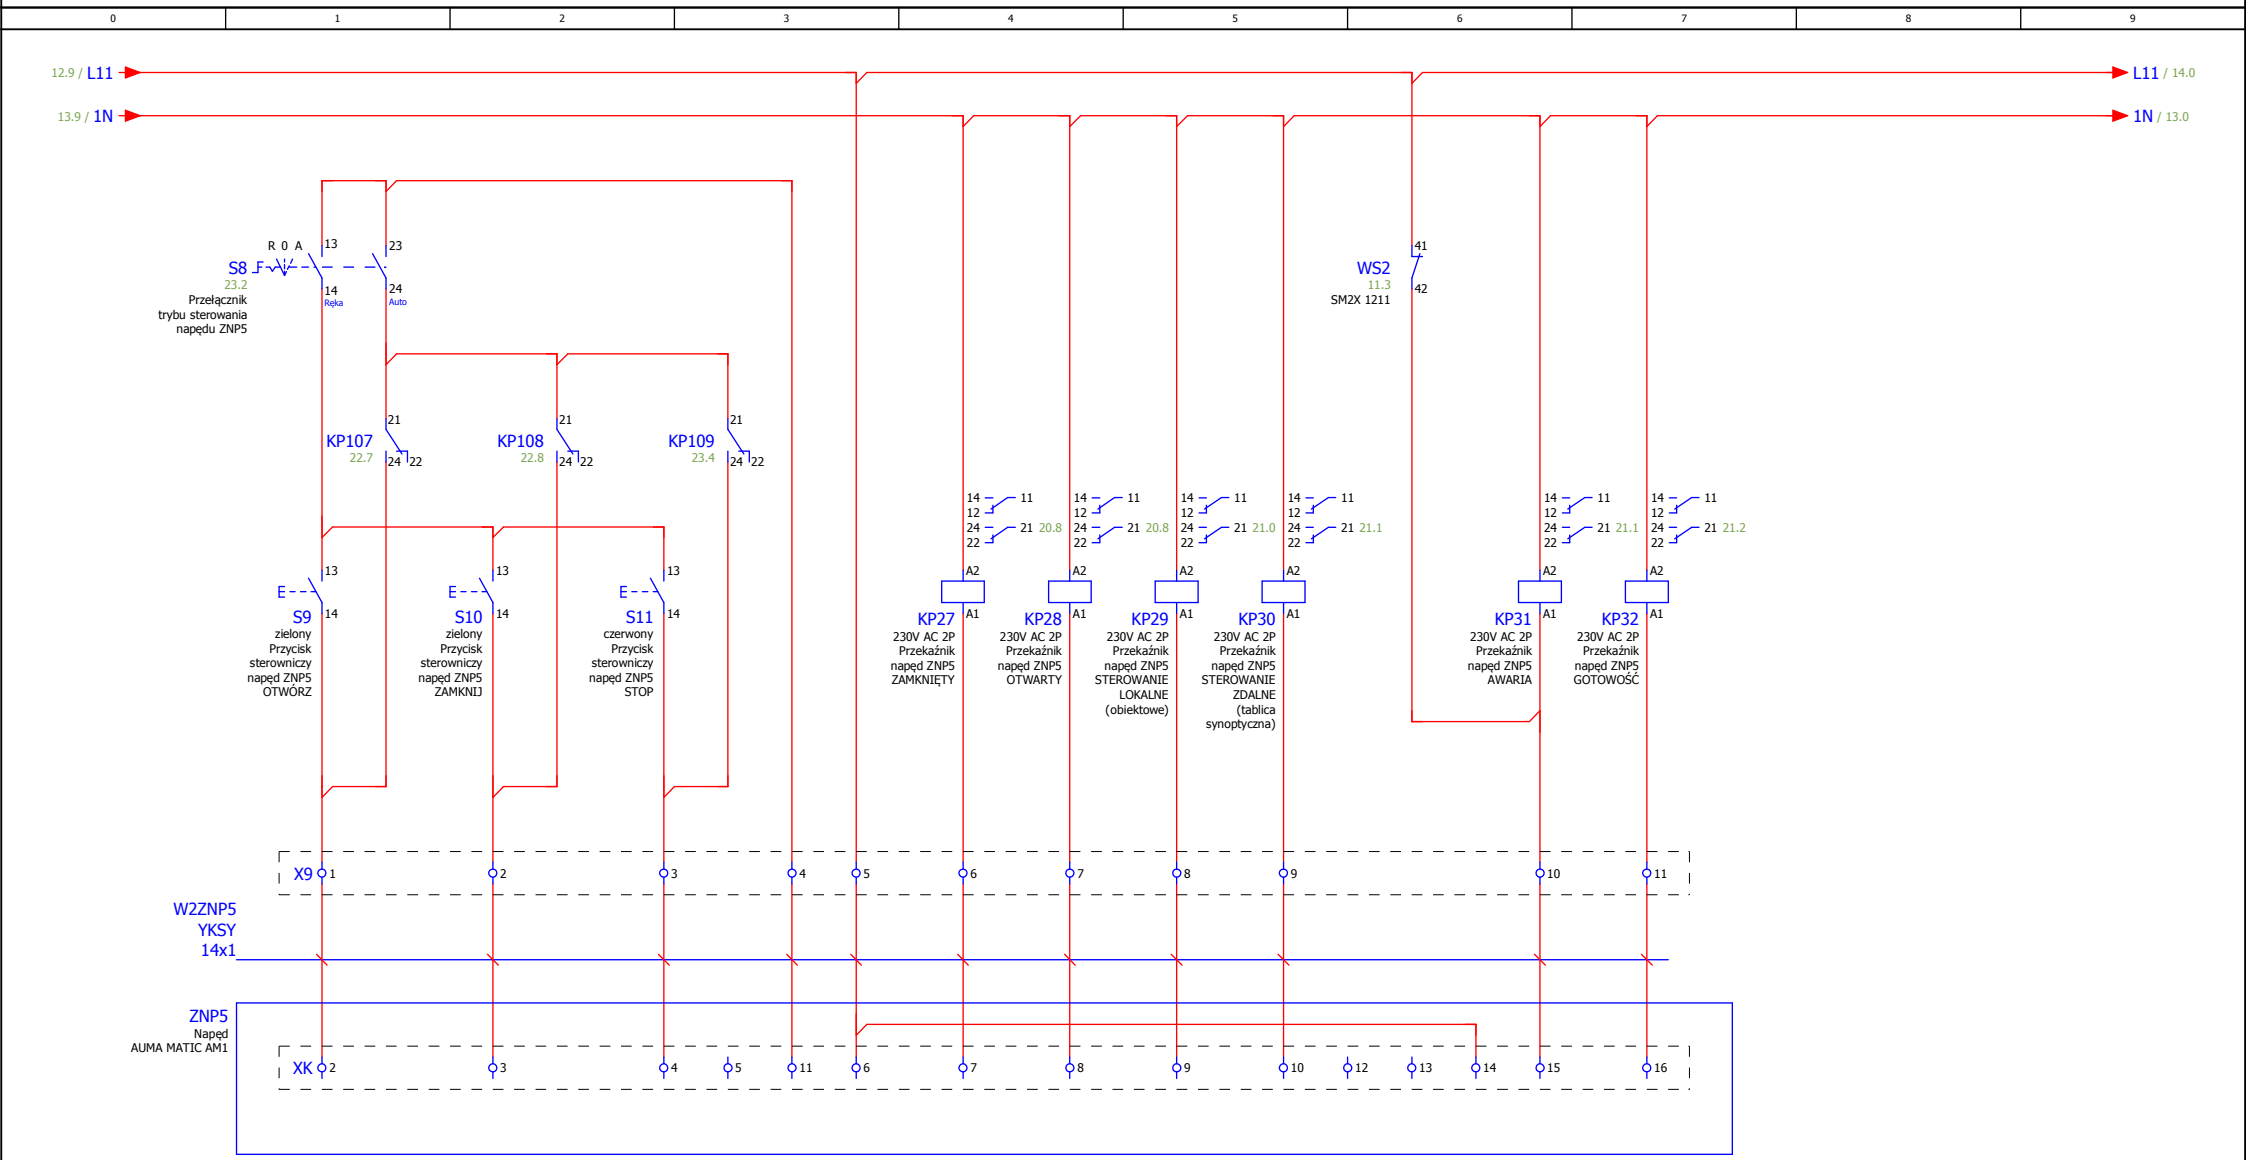 0 1 2 3 4 5 6 7 8 9
12.9 / L11
L11 / 14.0
13.9 / 1N
1N / 13.0
R 0 A
13
23
S8
F
23.2
Przełącznik
trybu sterowania
napędu ZNP5
14
Ręka
24
Auto
41
WS2
11.3
SM2X 1211
42
21
KP107
22.7
24 22
21
KP108
22.8
24 22
21
KP109
23.4
24 22
14 11
12
24 21 20.8
22
14 11
12
24 21 20.8
22
14 11
12
24 21 21.0
22
14 11
12
24 21 21.1
22
14 11
12
24 21 21.1
22
14 11
12
24 21 21.2
22
13
E
14
S9
zielony
Przycisk
sterowniczy
napęd ZNP5
OTWÓRZ
13
E
14
S10
zielony
Przycisk
sterowniczy
napęd ZNP5
ZAMKNIJ
13
E
14
S11
czerwony
Przycisk
sterowniczy
napęd ZNP5
STOP
A2
A1
KP27
230V AC 2P
Przekaźnik
napęd ZNP5
ZAMKNIĘTY
A2
A1
KP28
230V AC 2P
Przekaźnik
napęd ZNP5
OTWARTY
A2
A1
KP29
230V AC 2P
Przekaźnik
napęd ZNP5
STEROWANIE
LOKALNE
(obiektowe)
A2
A1
KP30
230V AC 2P
Przekaźnik
napęd ZNP5
STEROWANIE
ZDALNE
(tablica
synoptyczna)
A2
A1
KP31
230V AC 2P
Przekaźnik
napęd ZNP5
AWARIA
A2
A1
KP32
230V AC 2P
Przekaźnik
napęd ZNP5
GOTOWOŚĆ
X9 1 2 3 4 5 6 7 8 9 10 11
W2ZNP5
YKSY
14x1
ZNP5
Napęd
AUMA MATIC AM1
XK 2 3 4 5 11 6 7 8 9 10 12 13 14 15 16